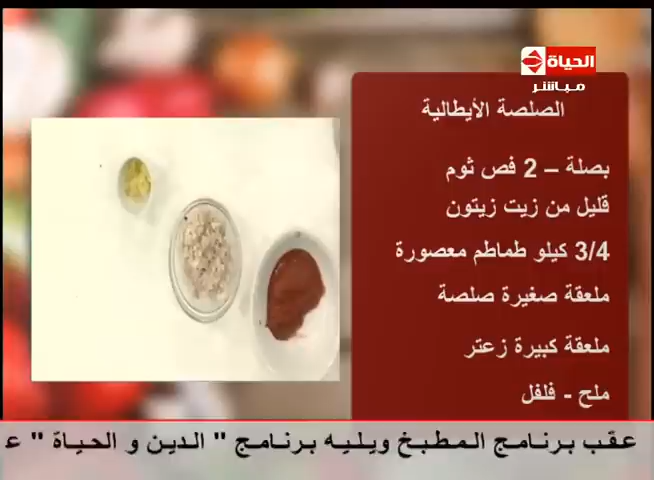 الحياة
مباشر
الصلصة الأيطالية
بصلة – 2 فص ثوم
قليل من زيت زيتون
3/4 كيلو طماطم معصورة
ملعقة صغيرة صلصة
ملعقة كبيرة زعتر
ملح - فلفل
عقب برنامج المطبخ ويليه برنامج " الدين و الحياة " ع